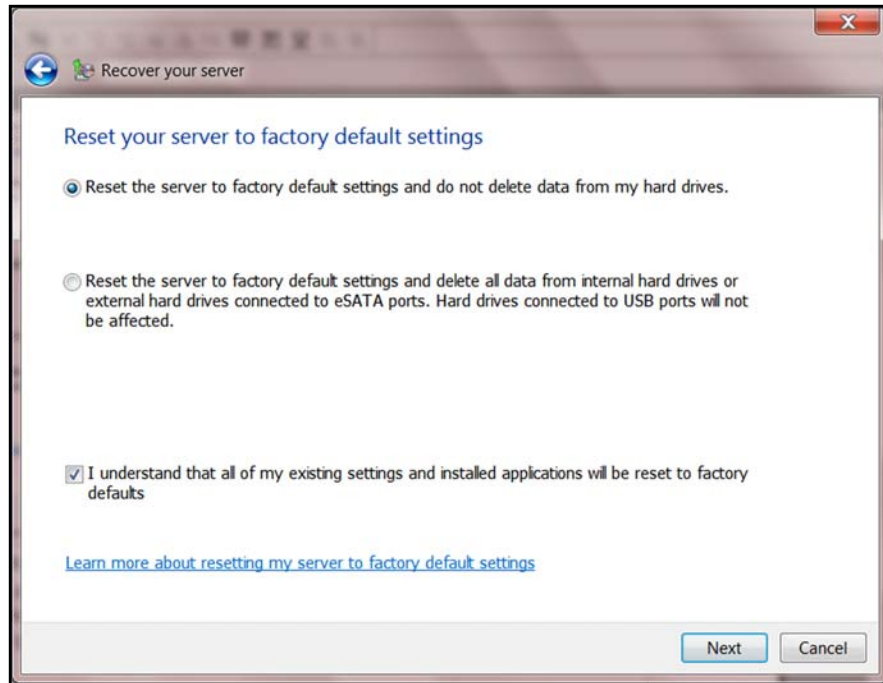 Recover your server
Reset your server to factory default settings
Reset the server to factory default settings and do not delete data from my hard drives.
Reset the server to factory default settings and delete all data from internal hard drives or
external hard drives connected to eSATA ports. Hard drives connected to USB ports will not
be affected.
I understand that all of my existing settings and installed applications will be reset to factory
defaults
Learn more about resetting my server to factory default settings
Next
Cancel